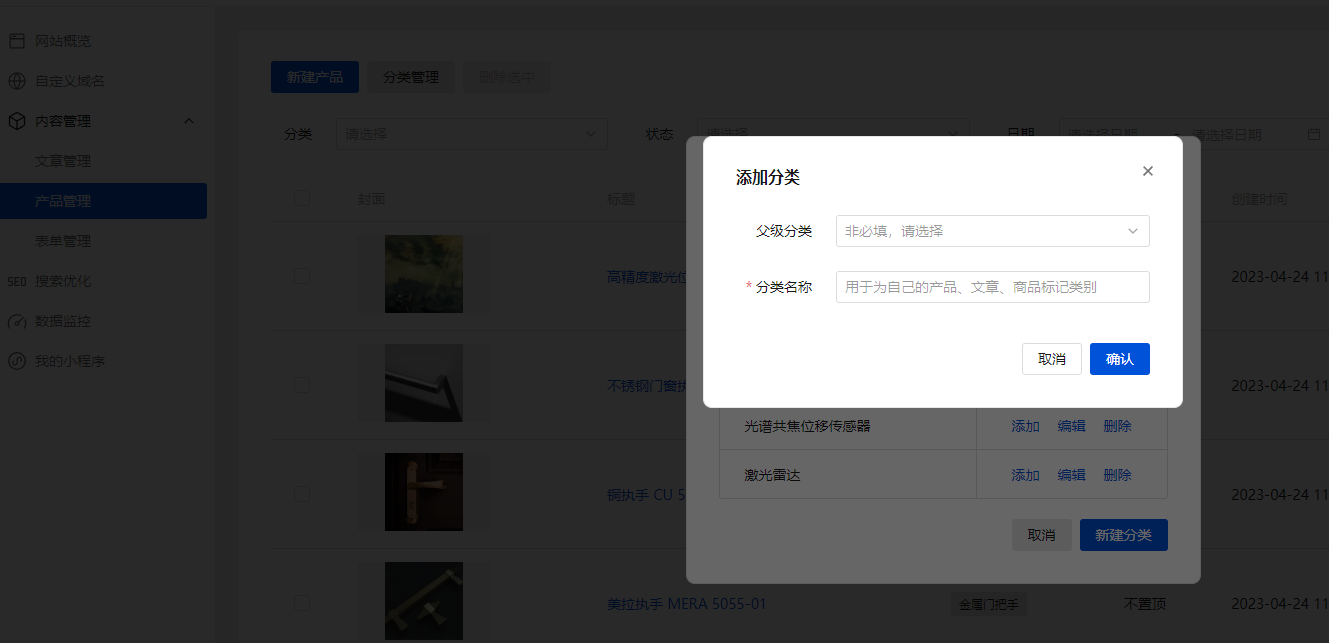 网站概览
自定义域名
内容管理
文章管理
产品管理
表单管理
SEO 搜索优化
数据监控
我的小程序
新建产品 分类管理 删除选中
分类 请选择 状态 请选择 日期 请选择日期 - 请选择日期
封面 标题 创建时间
高精度激光位 2023-04-24 11
不锈钢门窗执 2023-04-24 11
铜执手 CU 5 2023-04-24 11
美拉执手 MERA 5055-01 金属门把手 不置顶 2023-04-24 11
添加分类
父级分类 非必填，请选择
* 分类名称 用于为自己的产品、文章、商品标记类别
取消 确认
光谱共焦位移传感器 添加 编辑 删除
激光雷达 添加 编辑 删除
取消 新建分类